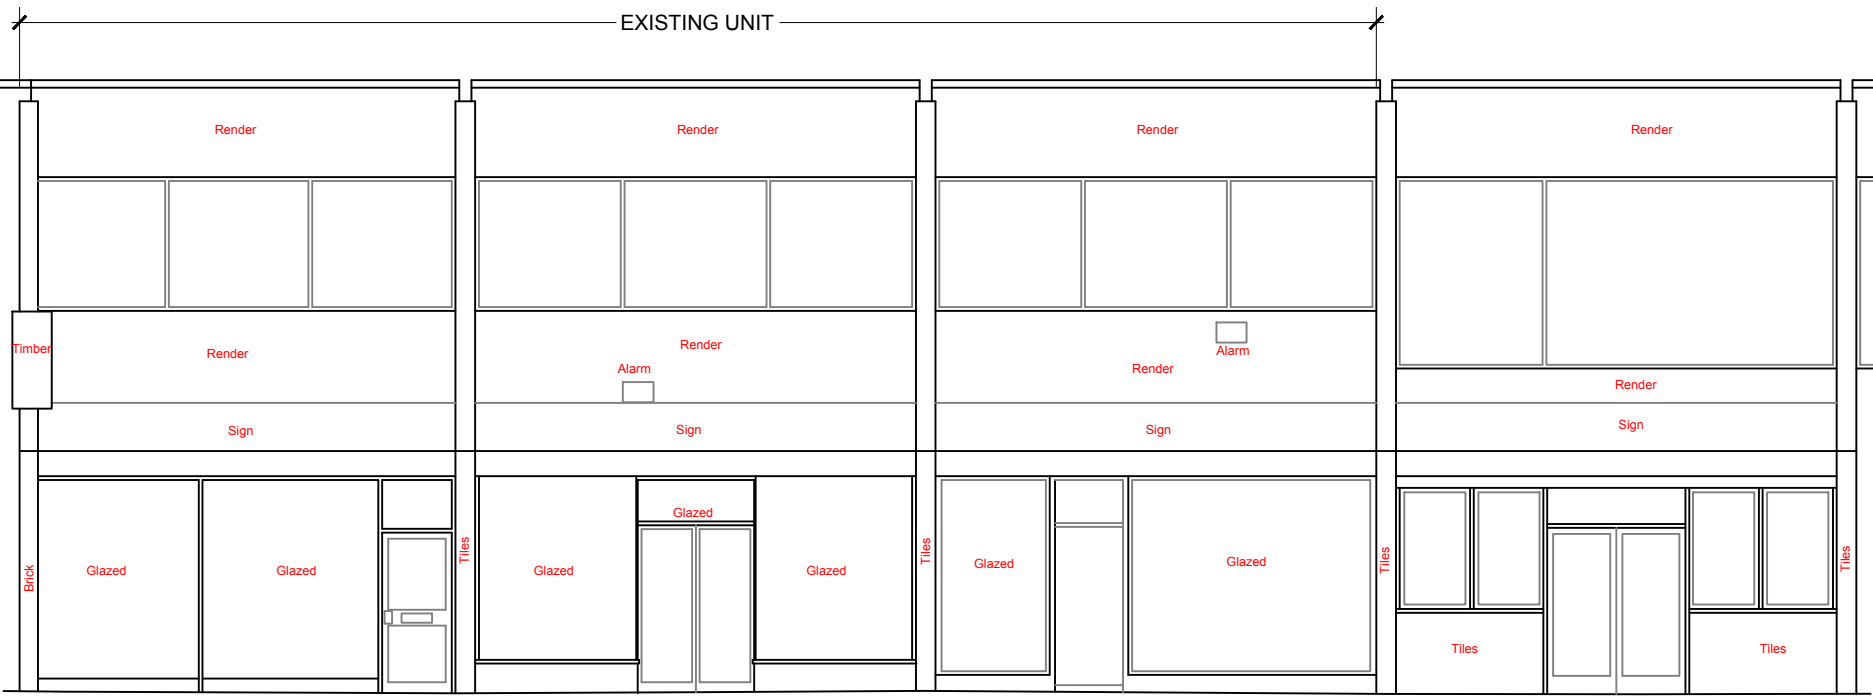 EXISTING UNIT
Render Render Render Render
Timber Render Render Render Render
Alarm Alarm
Sign Sign Sign Sign
Brick Glazed Glazed Tiles Glazed Glazed Glazed Tiles Glazed Glazed Tiles Tiles Tiles Tiles